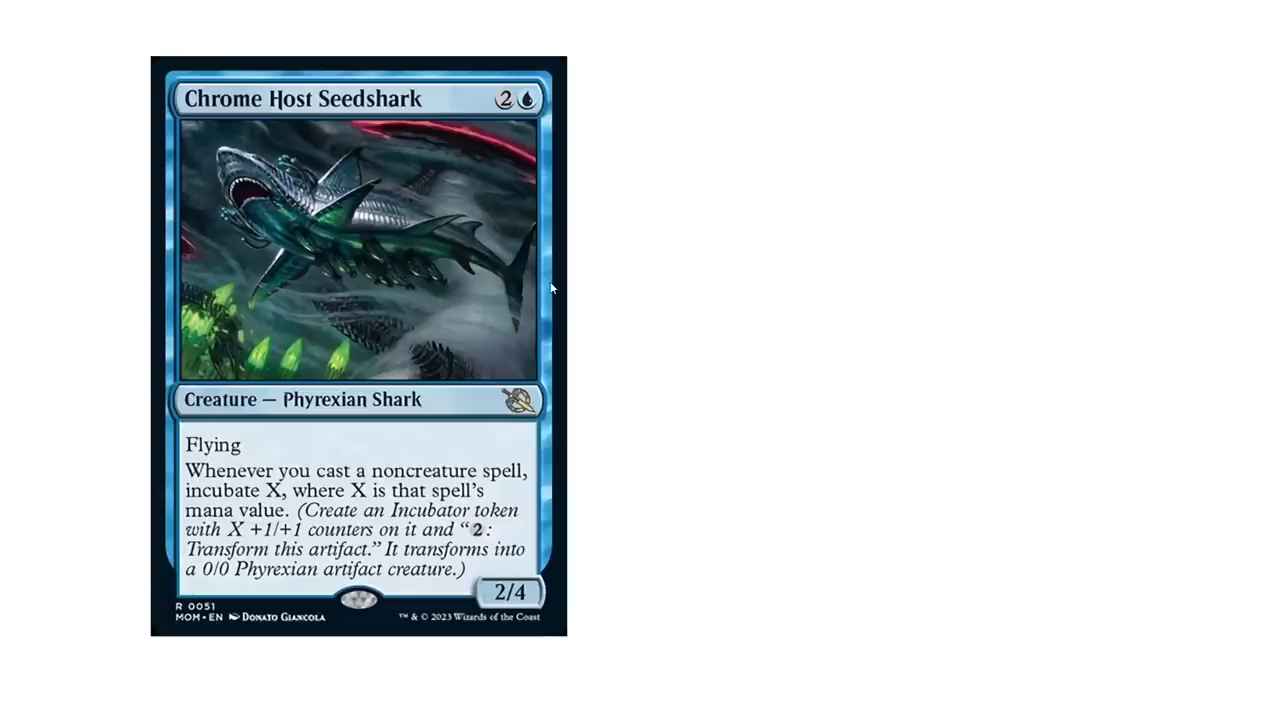 Chrome Host Seedshark 2
Creature — Phyrexian Shark
Flying
Whenever you cast a noncreature spell,
incubate X, where X is that spell's
mana value. (Create an Incubator token
with X +1/+1 counters on it and “2:
Transform this artifact.” It transforms into
a 0/0 Phyrexian artifact creature.)
2/4
R 0051
MOM • EN Donato Giancola ™ & © 2023 Wizards of the Coast